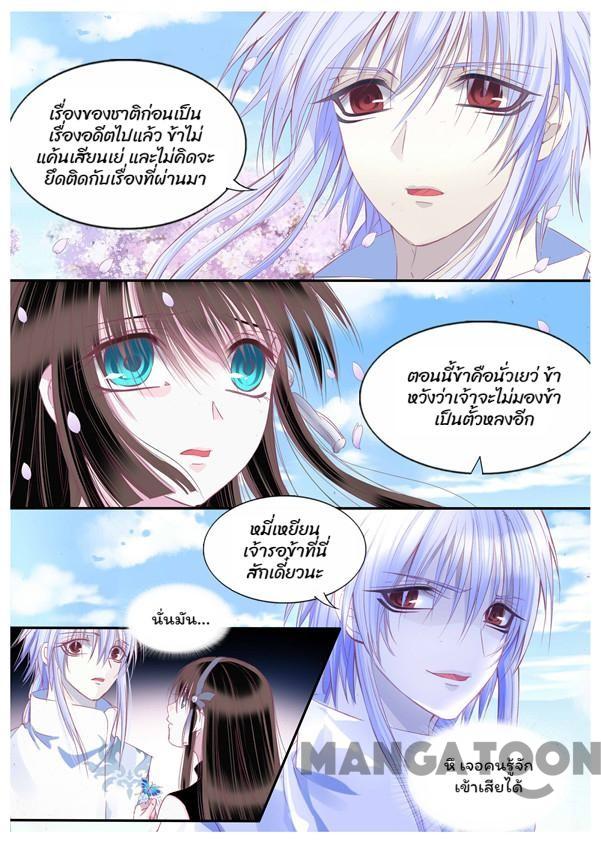 เรื่องของชาติก่อนเป็น
เรื่องอดีตไปแล้ว ข้าไม่
แค้นเสียนเย่ และไม่คิดจะ
ยึดติดกับเรื่องที่ผ่านมา
ตอนนี้ข้าคือนั่วเยว่ ข้า
หวังว่าเจ้าจะไม่มองข้า
เป็นตั้วหลงอีก
หมี่เหยียน
เจ้ารอข้าที่นี่
สักเดี๋ยวนะ
นั่นมัน...
หึ เจอคนรู้จัก
เข้าเสียได้
MANGATOON